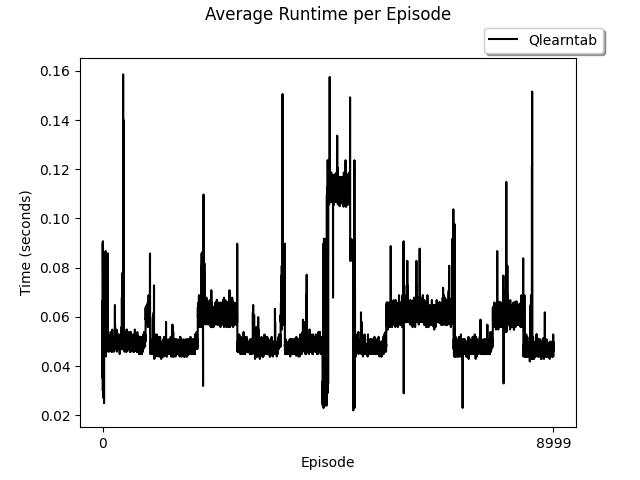 Average Runtime per Episode
Qlearntab
0.16
0.14
0.12
0.10
0.08
0.06
0.04
0.02
Time (seconds)
0
8999
Episode